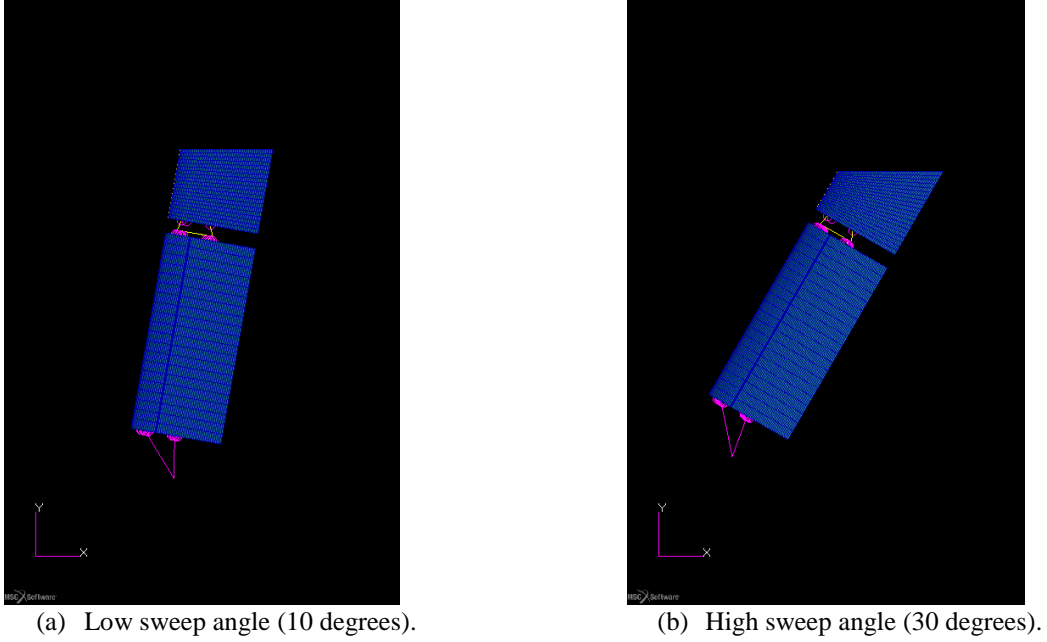 Y
X
MSC Software
(a) Low sweep angle (10 degrees).
Y
X
MSC Software
(b) High sweep angle (30 degrees).